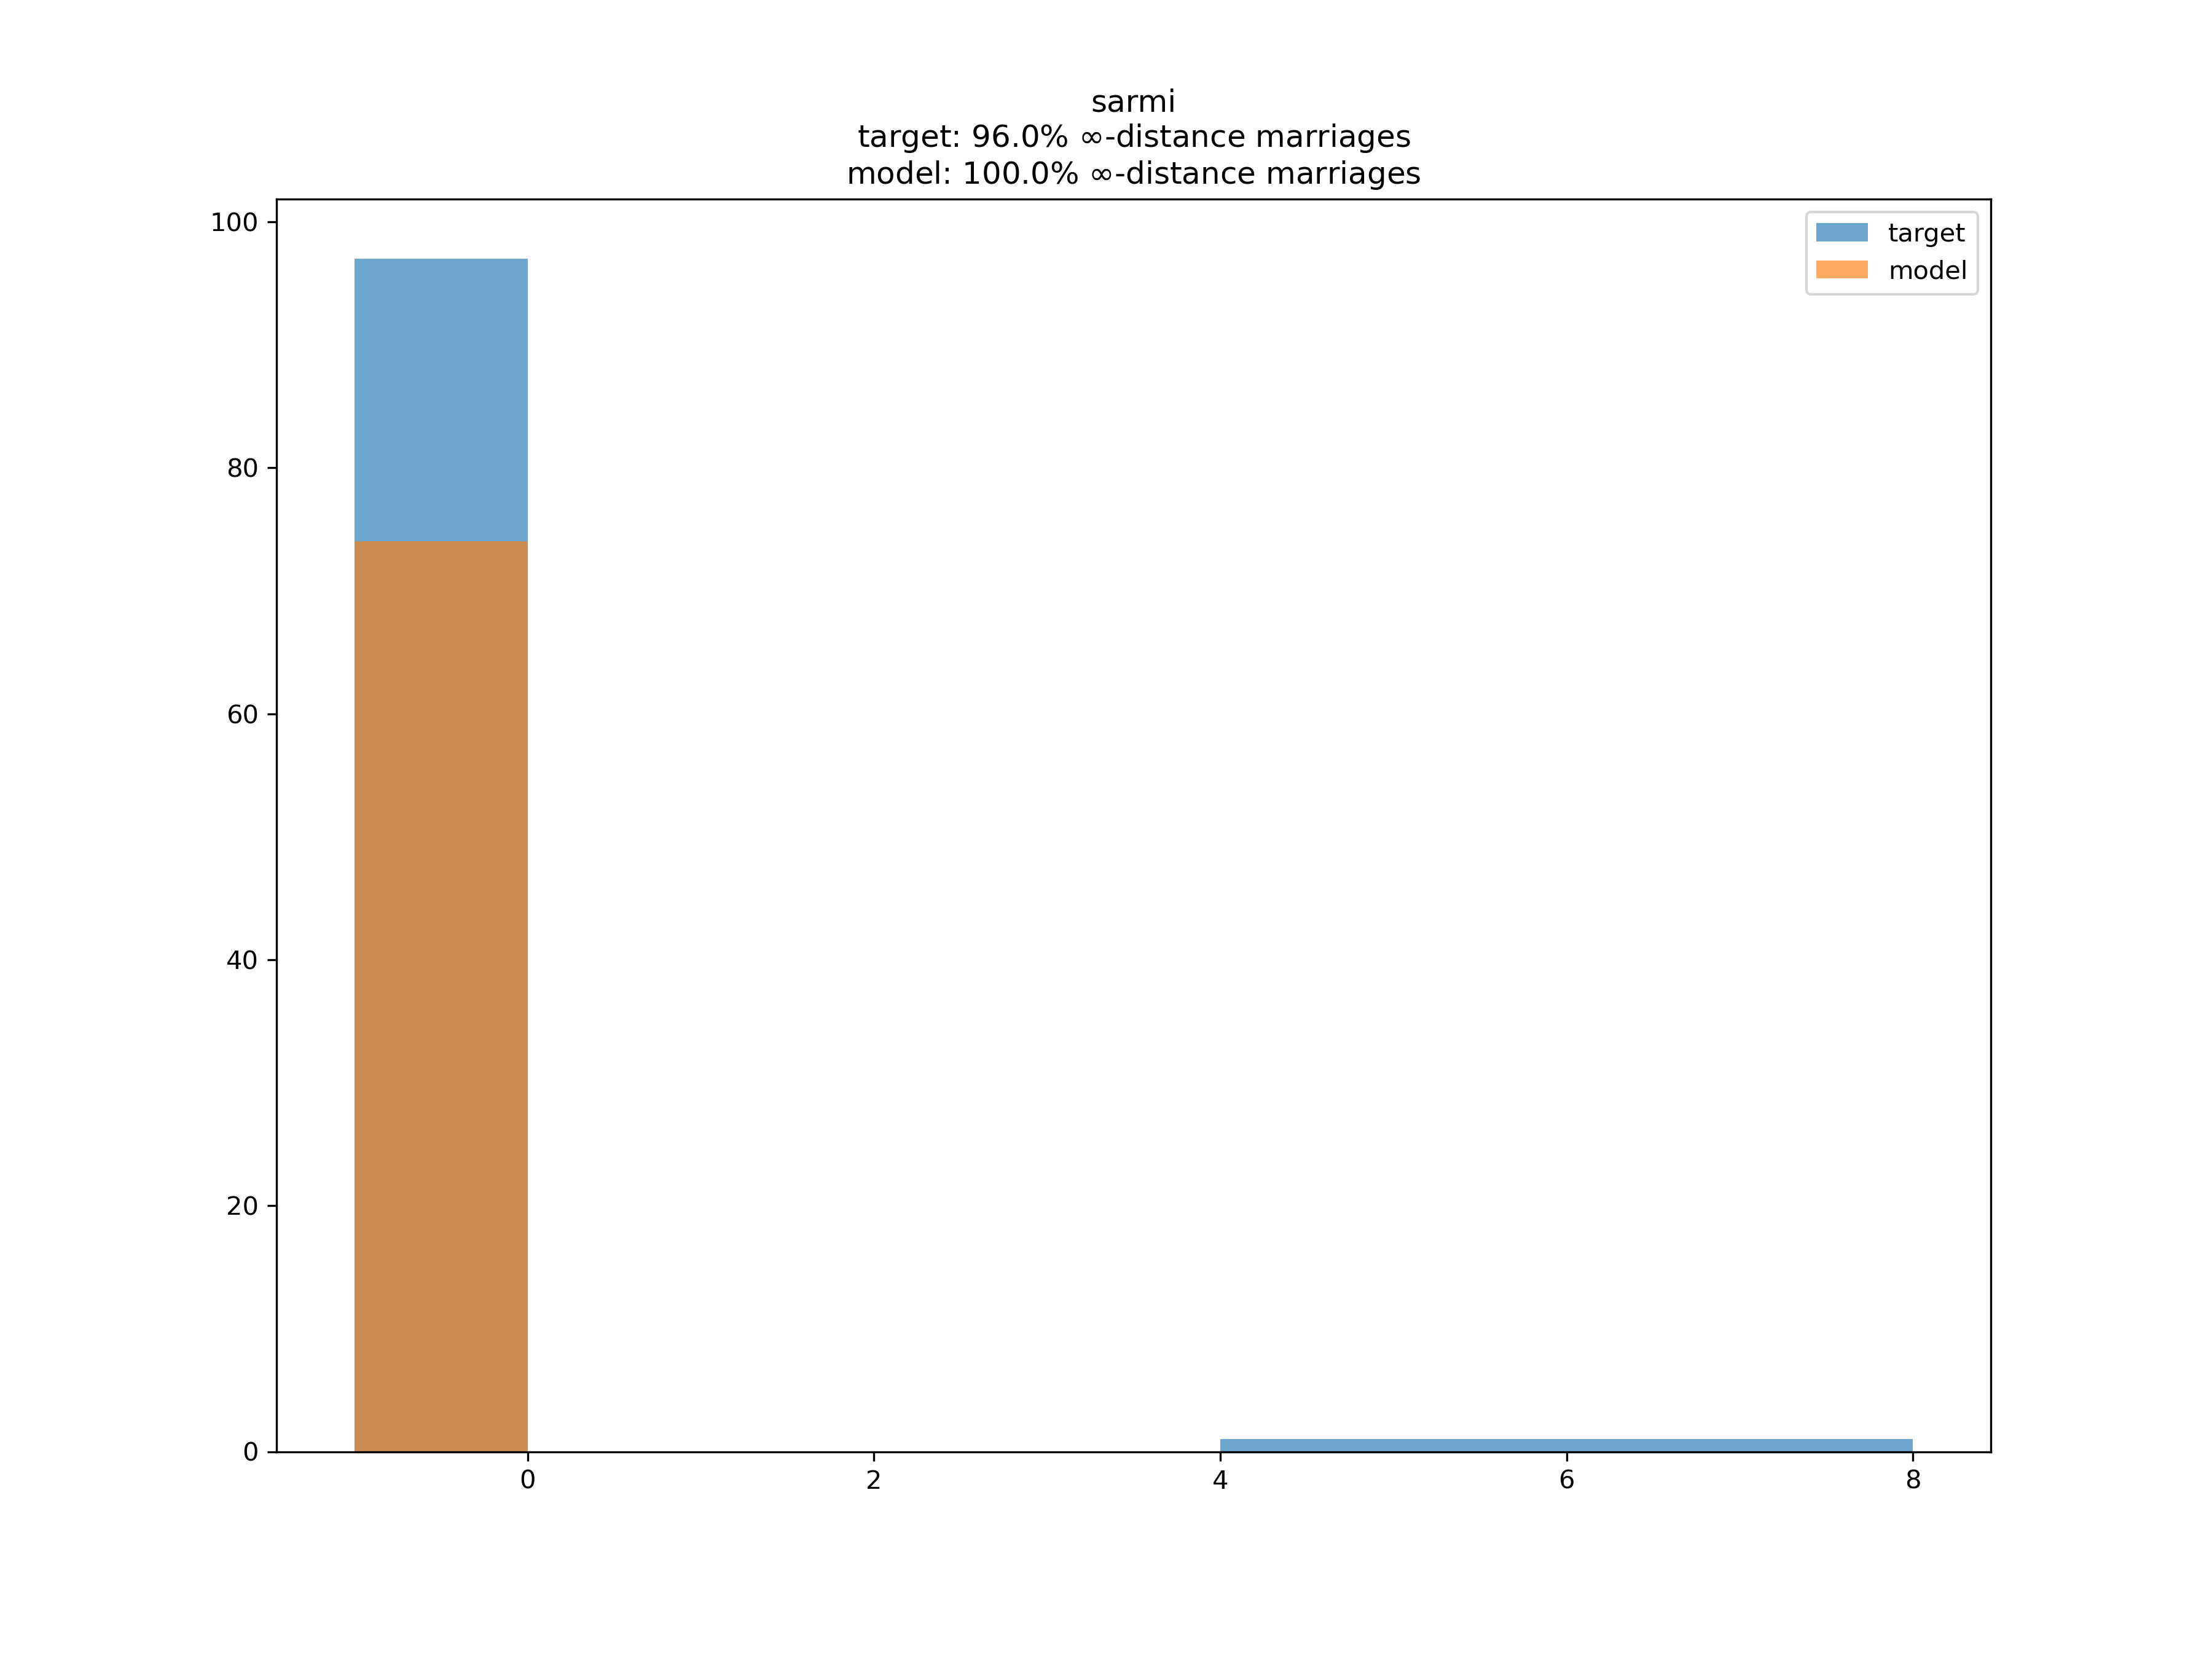 sarmi
target: 96.0% ∞-distance marriages
model: 100.0% ∞-distance marriages
target
model
100
80
60
40
20
0
0 2 4 6 8